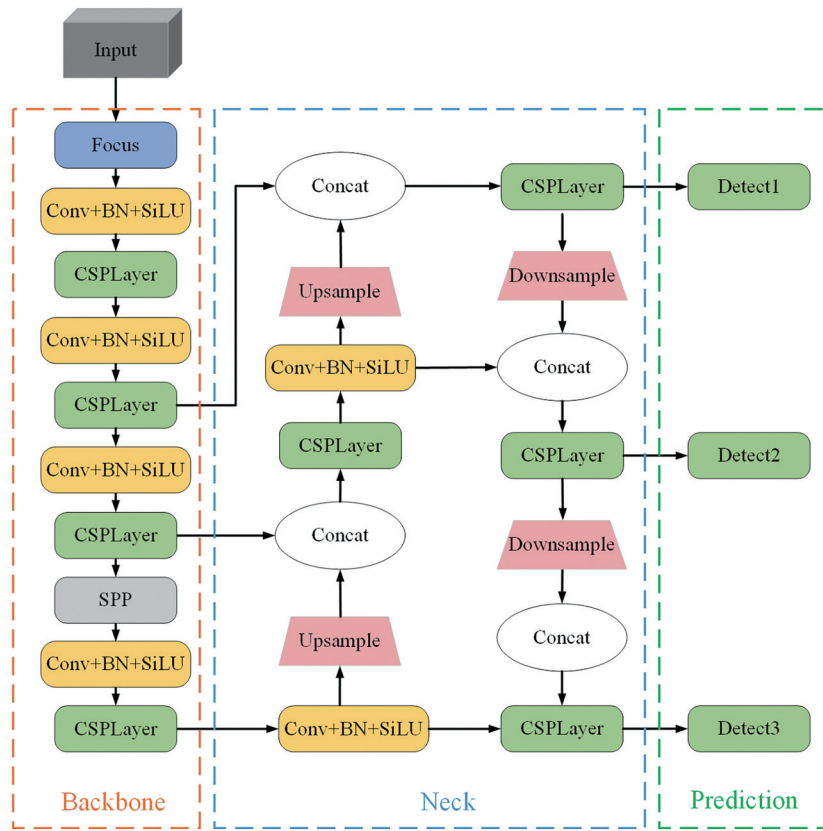 Input
Focus
Conv+BN+SiLU
CSPLayer
Conv+BN+SiLU
CSPLayer
Conv+BN+SiLU
CSPLayer
SPP
Conv+BN+SiLU
CSPLayer
Backbone
Concat
Upsample
Conv+BN+SiLU
CSPLayer
Concat
Upsample
Conv+BN+SiLU
CSPLayer
Downsample
Concat
CSPLayer
Downsample
Concat
CSPLayer
Neck
Detect1
Detect2
Detect3
Prediction